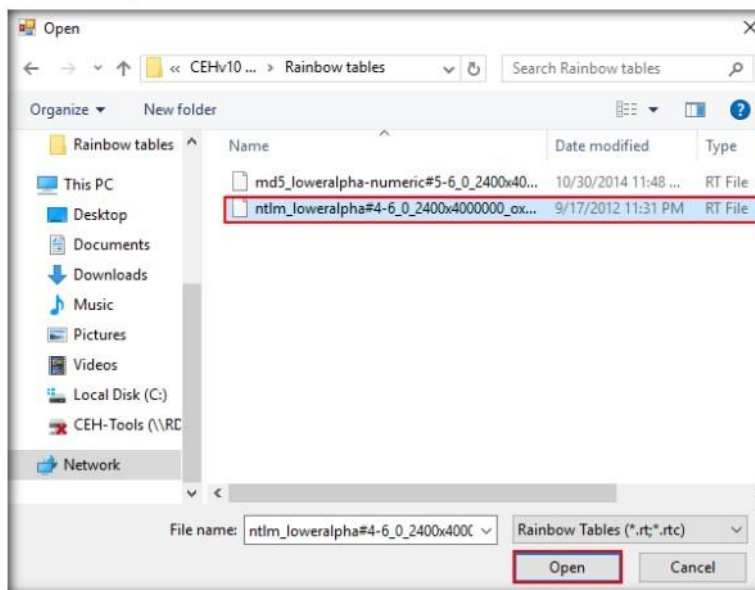 Open
« CEHv10 ... > Rainbow tables
Search Rainbow tables
Organize
New folder
Name
Date modified
Type
Rainbow tables
This PC
Desktop
Documents
Downloads
Music
Pictures
Videos
Local Disk (C:)
CEH-Tools (\\RD
Network
md5_loweralpha-numeric#5-6_0_2400x40... 10/30/2014 11:48 ... RT File
ntlm_loweralpha#4-6_0_2400x4000000_ox... 9/17/2012 11:31 PM RT File
File name: ntlm_loweralpha#4-6_0_2400x4000 Rainbow Tables (*.rt;*.rtc)
Open Cancel